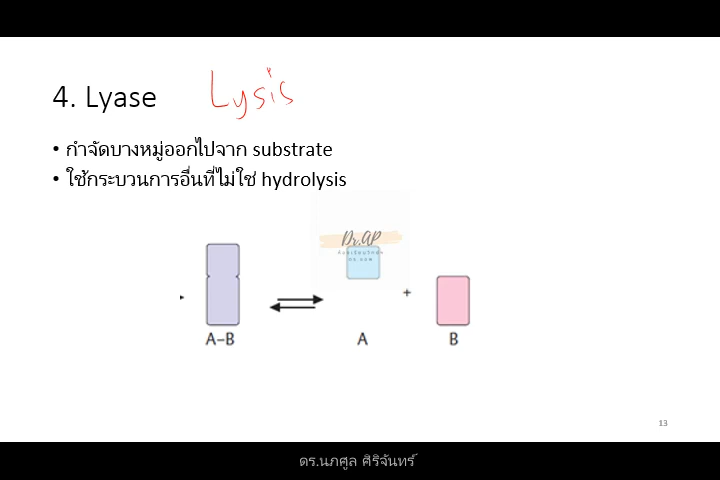 4. Lyase Lysis
• กำจัดบางหมู่ออกไปจาก substrate
• ใช้กระบวนการอื่นที่ไม่ใช่ hydrolysis
Dr.AP
+
A–B A B
13
ดร.นภศูล ศิริจันทร์